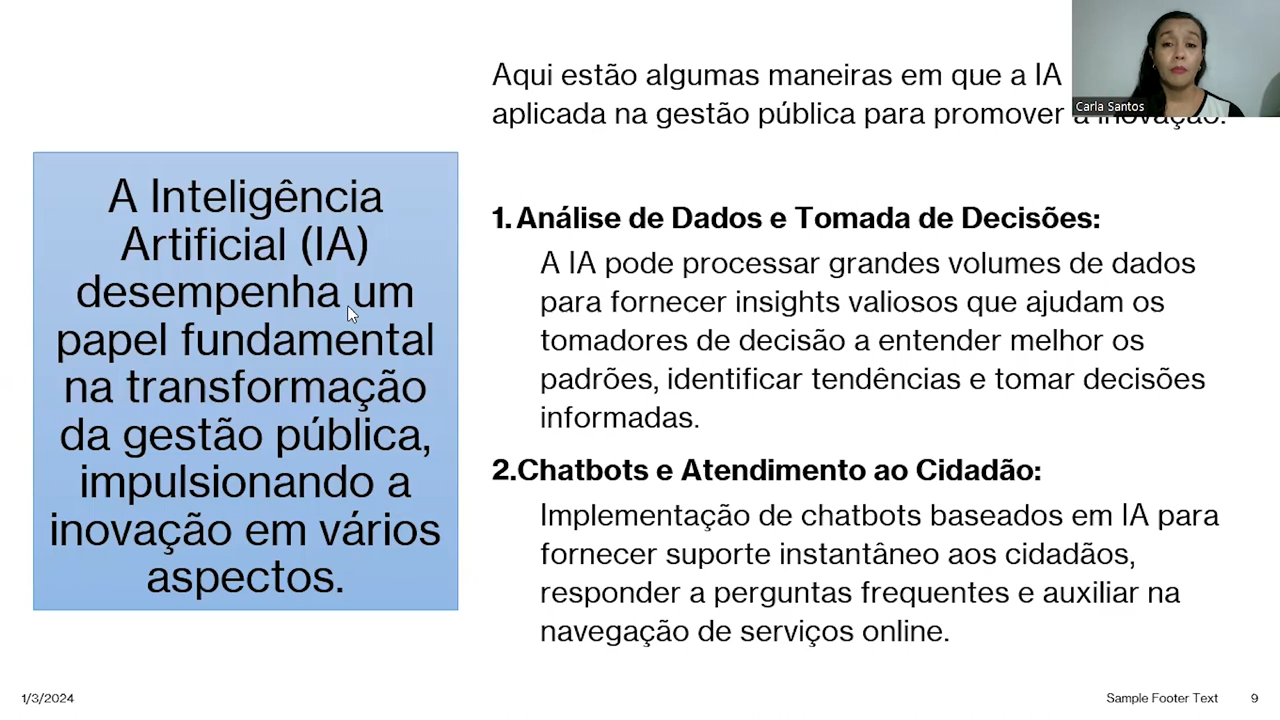 Aqui estão algumas maneiras em que a IA
aplicada na gestão pública para promover a inovação.
Carla Santos
A Inteligência
Artificial (IA)
desempenha um
papel fundamental
na transformação
da gestão pública,
impulsionando a
inovação em vários
aspectos.
1. Análise de Dados e Tomada de Decisões:
A IA pode processar grandes volumes de dados
para fornecer insights valiosos que ajudam os
tomadores de decisão a entender melhor os
padrões, identificar tendências e tomar decisões
informadas.
2.Chatbots e Atendimento ao Cidadão:
Implementação de chatbots baseados em IA para
fornecer suporte instantâneo aos cidadãos,
responder a perguntas frequentes e auxiliar na
navegação de serviços online.
1/3/2024
Sample Footer Text
9